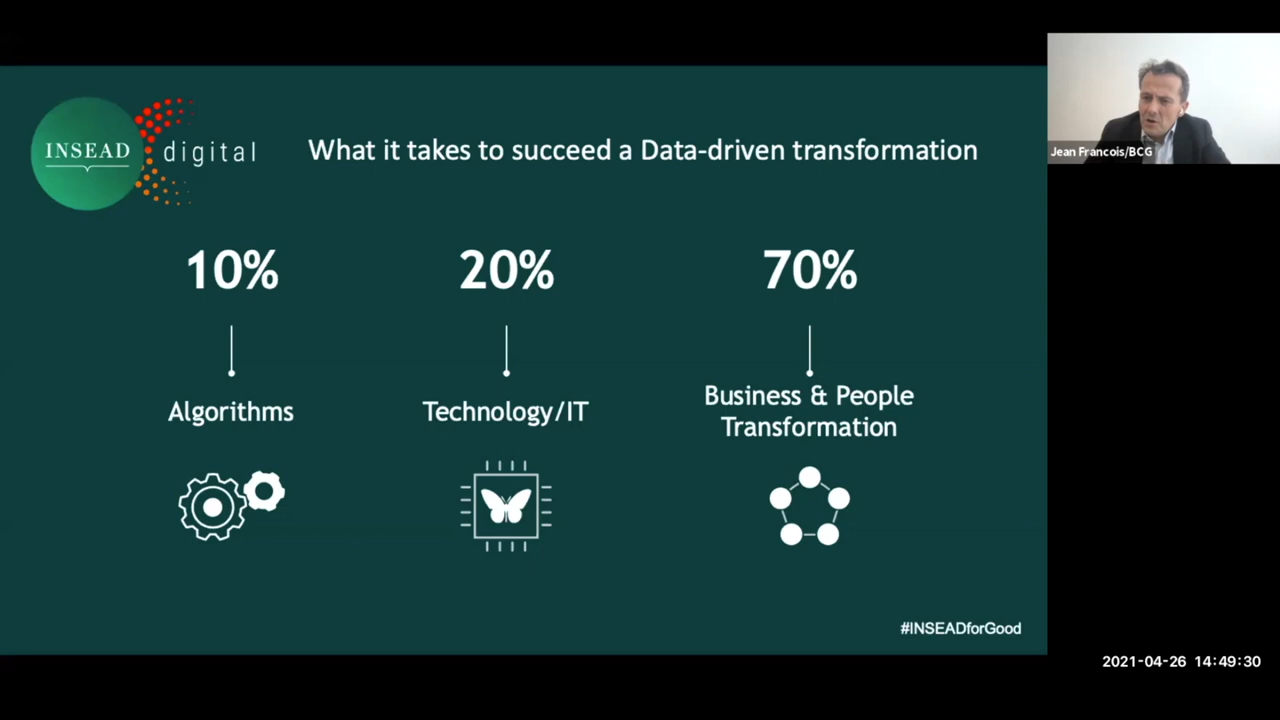 INSEAD
digital
What it takes to succeed a Data-driven transformation
10%
20%
70%
Algorithms
Technology/IT
Business & People
Transformation
#INSEADforGood
Jean Francois/BCG
2021-04-26 14:49:30